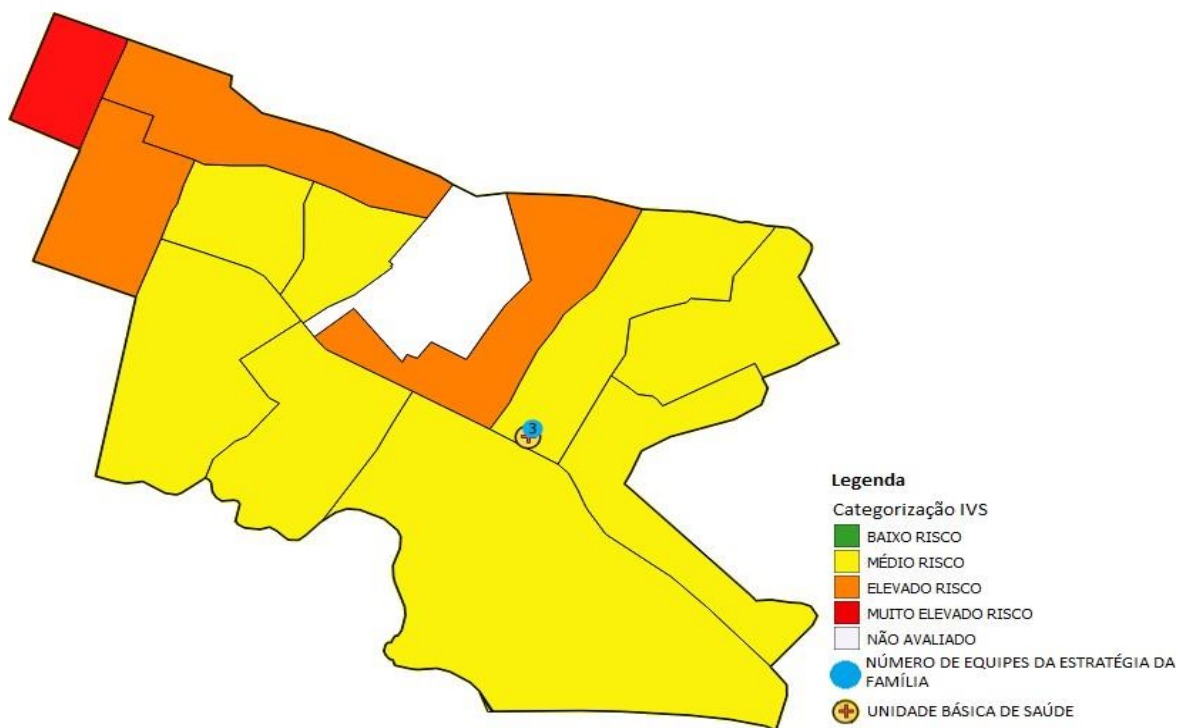 3
Legenda
Categorização IVS
BAIXO RISCO
MÉDIO RISCO
ELEVADO RISCO
MUITO ELEVADO RISCO
NÃO AVALIADO
NÚMERO DE EQUIPES DA ESTRATÉGIA DA
FAMÍLIA
UNIDADE BÁSICA DE SAÚDE